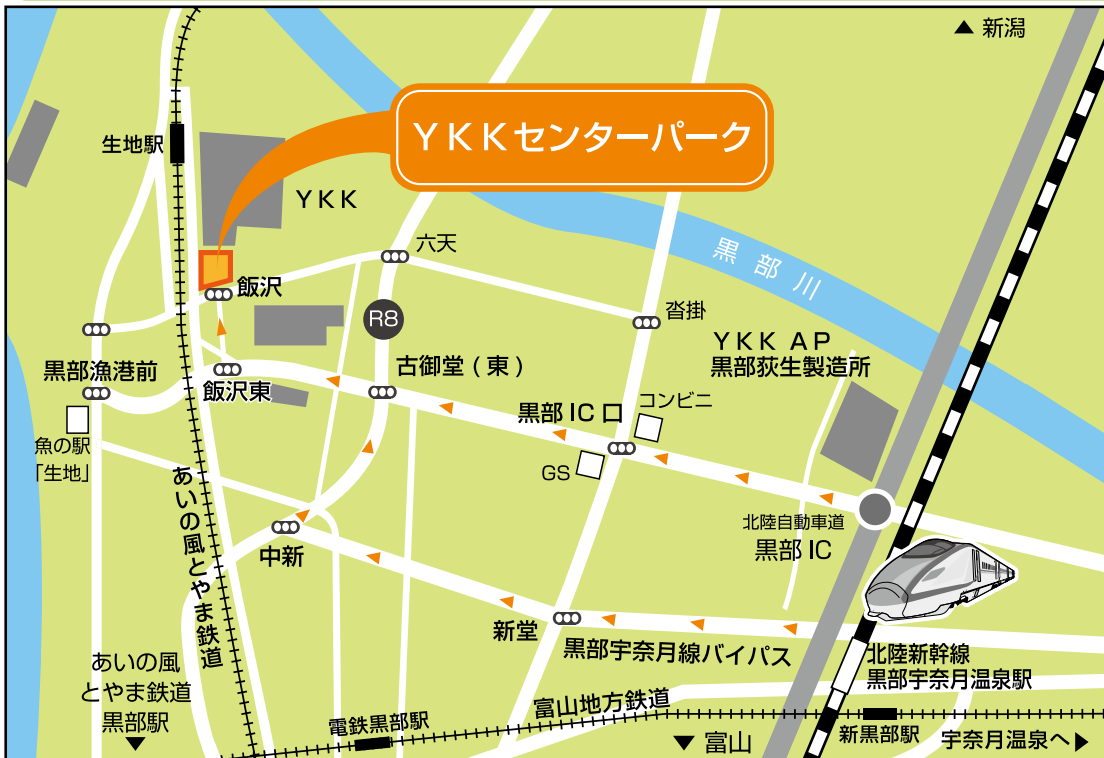 ▲ 新潟
YKKセンターパーク
生地駅
YKK
六天
黒部川
飯沢
R8
沓掛
YKK AP
黒部荻生製造所
古御堂(東)
黒部漁港前
飯沢東
コンビニ
黒部IC口
魚の駅
「生地」
GS
あいの風とやま鉄道
北陸自動車道
黒部IC
中新
新堂
黒部宇奈月線バイパス
北陸新幹線
黒部宇奈月温泉駅
あいの風
とやま鉄道
黒部駅
▼
富山地方鉄道
電鉄黒部駅
▼ 富山
新黒部駅
宇奈月温泉へ▶